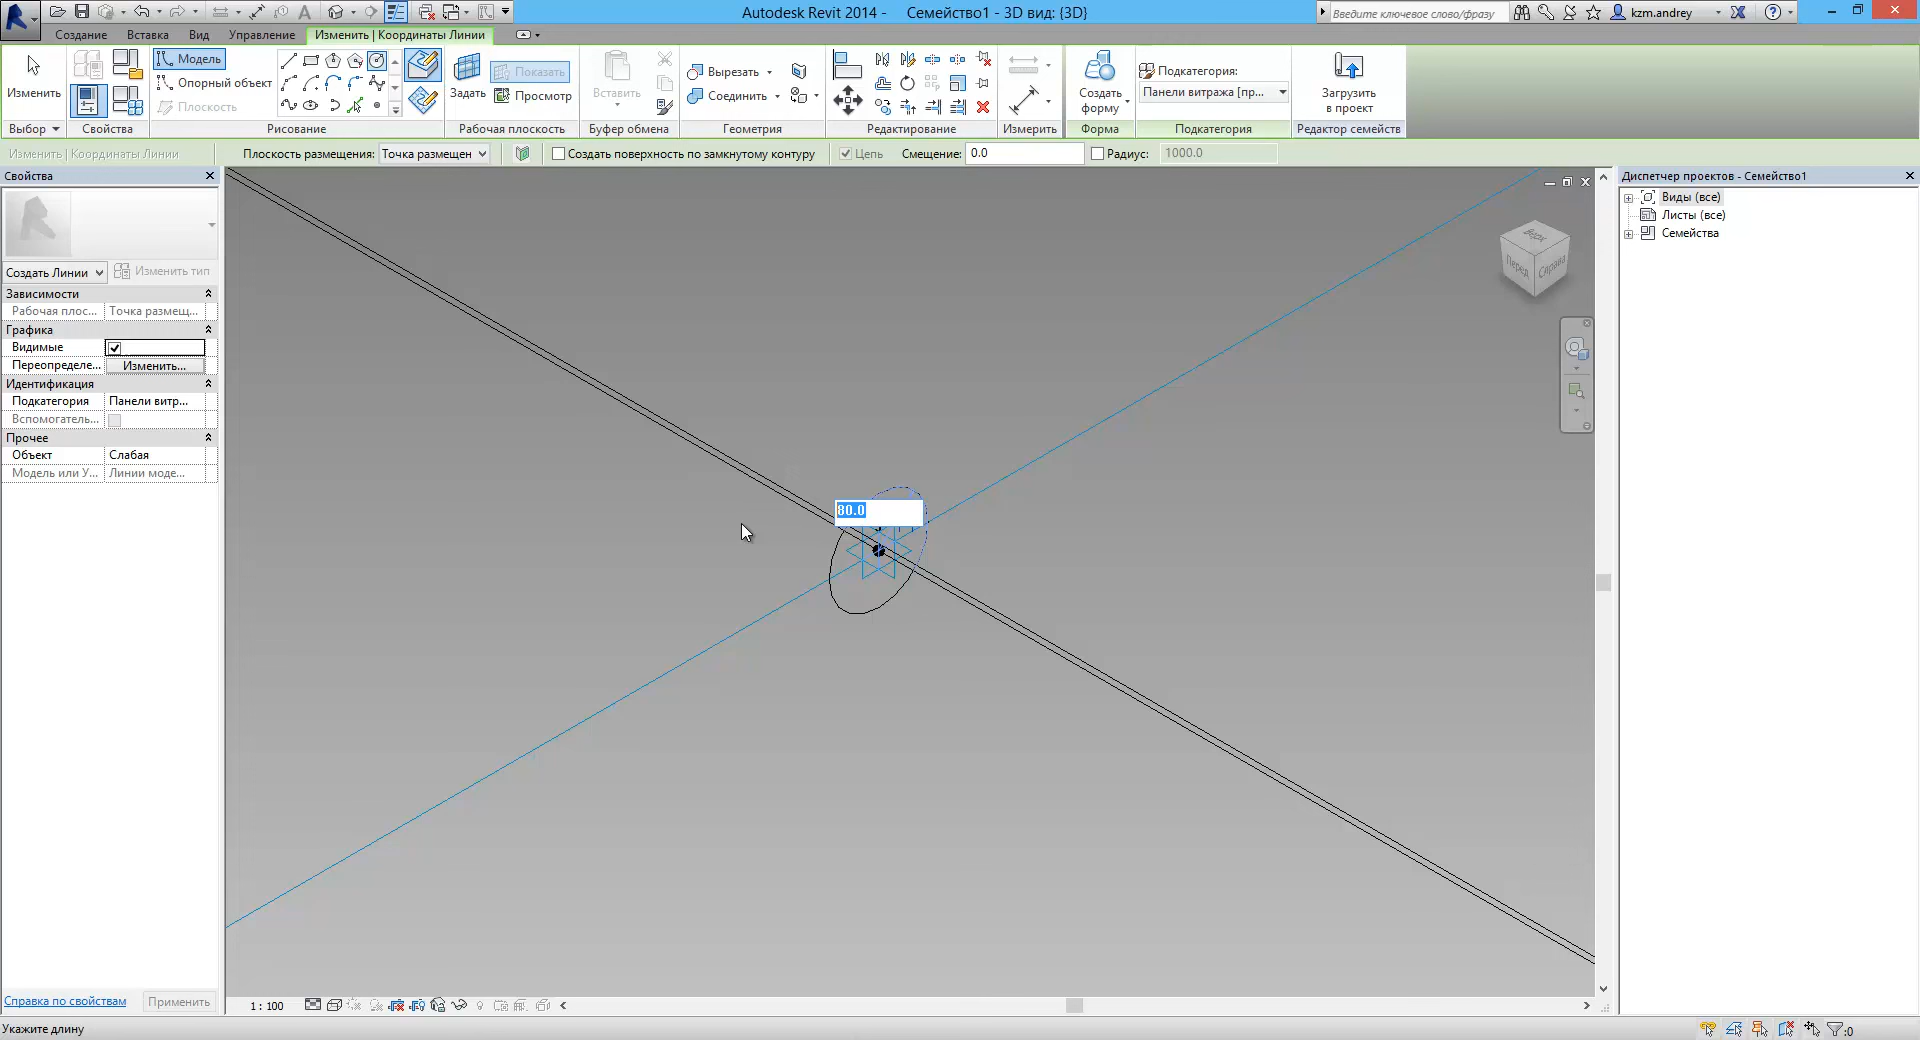 Autodesk Revit 2014 - Семейство1 - 3D вид: {3D}
Введите ключевое слово/фразу
kzm.andrey
Создание Вставка Вид Управление Изменить | Координаты Линии
Изменить
Модель
Опорный объект
Плоскость
Задать
Показать
Просмотр
Вставить
Вырезать
Соединить
Создать
форму
Подкатегория:
Панели витража [пр...
Загрузить
в проект
Выбор Свойства Рисование Рабочая плоскость Буфер обмена Геометрия Редактирование Измерить Форма Подкатегория Редактор семейств
Изменить | Координаты Линии
Плоскость размещения: Точка размещен
Создать поверхность по замкнутому контуру
Цепь
Смещение: 0.0
Радиус: 1000.0
Свойства
Создать Линии
Изменить тип
Зависимости
Рабочая плос... Точка размещ...
Графика
Видимые
Переопределе... Изменить...
Идентификация
Подкатегория Панели витр...
Вспомогатель...
Прочее
Объект Слабая
Модель или У... Линии моде...
Справка по свойствам
Применить
80.0
Верх
Перед
Справа
1 : 100
Диспетчер проектов - Семейство1
Виды (все)
Листы (все)
Семейства
Укажите длину
:0